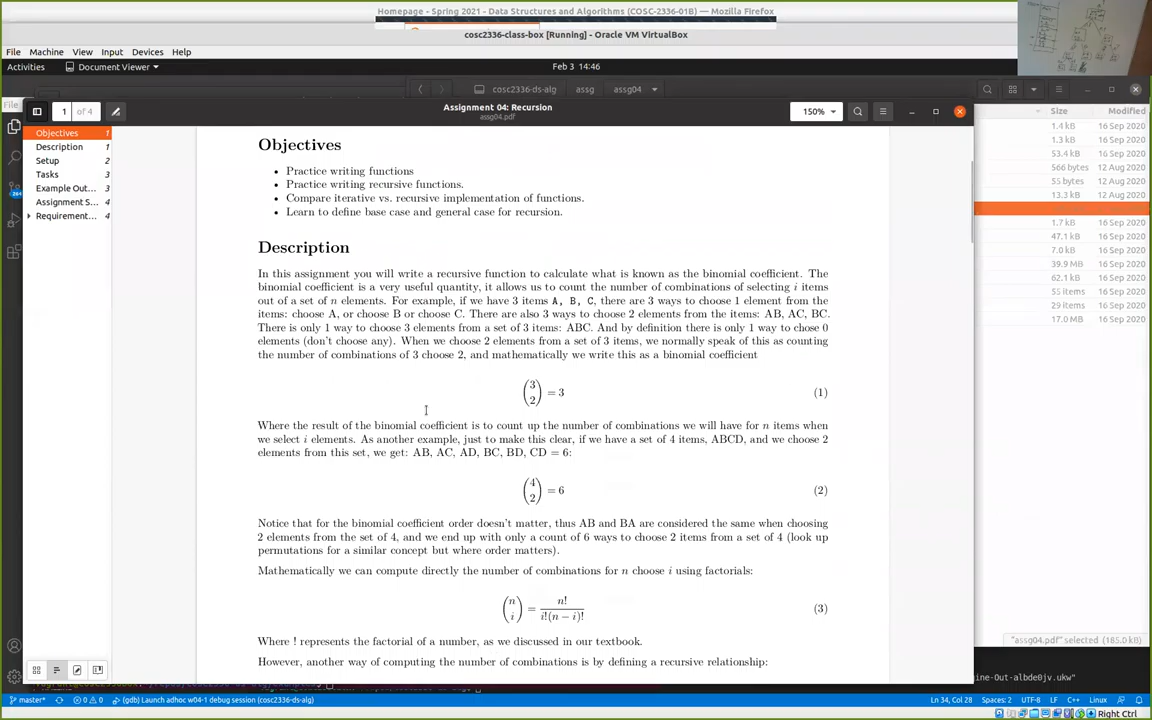 Homepage - Spring 2021 - Data Structures and Algorithms (COSC-2336-01B) — Mozilla Firefox
cosc2336-class-box [Running] - Oracle VM VirtualBox
File Machine View Input Devices Help
Activities Document Viewer Feb 3 14:46
cosc2336-ds-alg assg assg04
File
Assignment 04: Recursion
assg04.pdf
1 of 4
150%
Size Modified
1.4 kB 16 Sep 2020
1.3 kB 16 Sep 2020
53.4 kB 16 Sep 2020
566 bytes 12 Aug 2020
55 bytes 12 Aug 2020
13.3 kB 12 Aug 2020
1.7 kB 16 Sep 2020
47.1 kB 16 Sep 2020
7.0 kB 16 Sep 2020
39.9 MB 16 Sep 2020
62.1 kB 16 Sep 2020
55 items 16 Sep 2020
29 items 16 Sep 2020
17.0 MB 16 Sep 2020
Objectives 1
Description 1
Setup 2
Tasks 3
Example Out... 3
Assignment S... 4
Requirement... 4
Objectives
• Practice writing functions
• Practice writing recursive functions.
• Compare iterative vs. recursive implementation of functions.
• Learn to define base case and general case for recursion.
Description
In this assignment you will write a recursive function to calculate what is known as the binomial coefficient. The
binomial coefficient is a very useful quantity, it allows us to count the number of combinations of selecting i items
out of a set of n elements. For example, if we have 3 items A, B, C, there are 3 ways to choose 1 element from the
items: choose A, or choose B or choose C. There are also 3 ways to choose 2 elements from the items: AB, AC, BC.
There is only 1 way to choose 3 elements from a set of 3 items: ABC. And by definition there is only 1 way to chose 0
elements (don't choose any). When we choose 2 elements from a set of 3 items, we normally speak of this as counting
the number of combinations of 3 choose 2, and mathematically we write this as a binomial coefficient
(3 2) = 3 (1)
Where the result of the binomial coefficient is to count up the number of combinations we will have for n items when
we select i elements. As another example, just to make this clear, if we have a set of 4 items, ABCD, and we choose 2
elements from this set, we get: AB, AC, AD, BC, BD, CD = 6:
(4 2) = 6 (2)
Notice that for the binomial coefficient order doesn't matter, thus AB and BA are considered the same when choosing
2 elements from the set of 4, and we end up with only a count of 6 ways to choose 2 items from a set of 4 (look up
permutations for a similar concept but where order matters).
Mathematically we can compute directly the number of combinations for n choose i using factorials:
(n i) = n! / i!(n − i)! (3)
Where ! represents the factorial of a number, as we discussed in our textbook.
However, another way of computing the number of combinations is by defining a recursive relationship:
"assg04.pdf" selected (185.0 kB)
master* 0 0 (gdb) Launch adhoc w04-1 debug session (cosc2336-ds-alg)
Ln 34, Col 28 Spaces: 2 UTF-8 LF C++ Linux
Right Ctrl